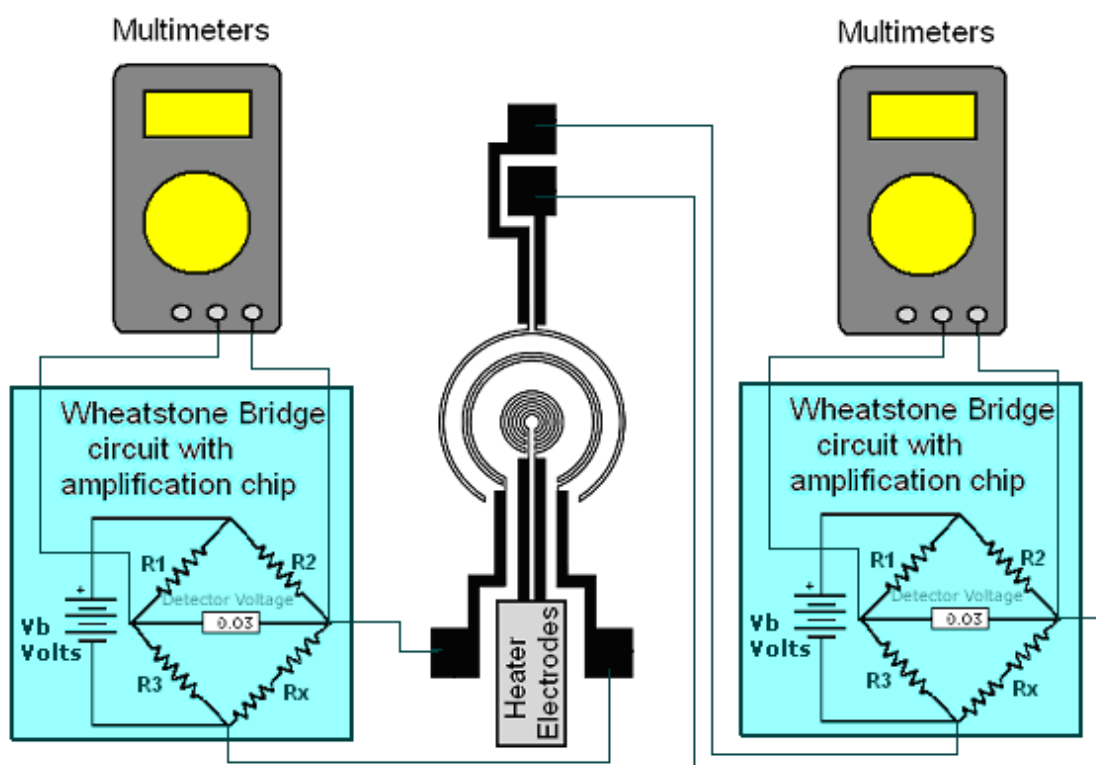 Multimeters
Multimeters
Wheatstone Bridge
circuit with
amplification chip
R1
R2
+
Detector Voltage
0.03
Vb
Volts
R3
Rx
Heater
Electrodes
Wheatstone Bridge
circuit with
amplification chip
R1
R2
+
Detector Voltage
0.03
Vb
Volts
R3
Rx